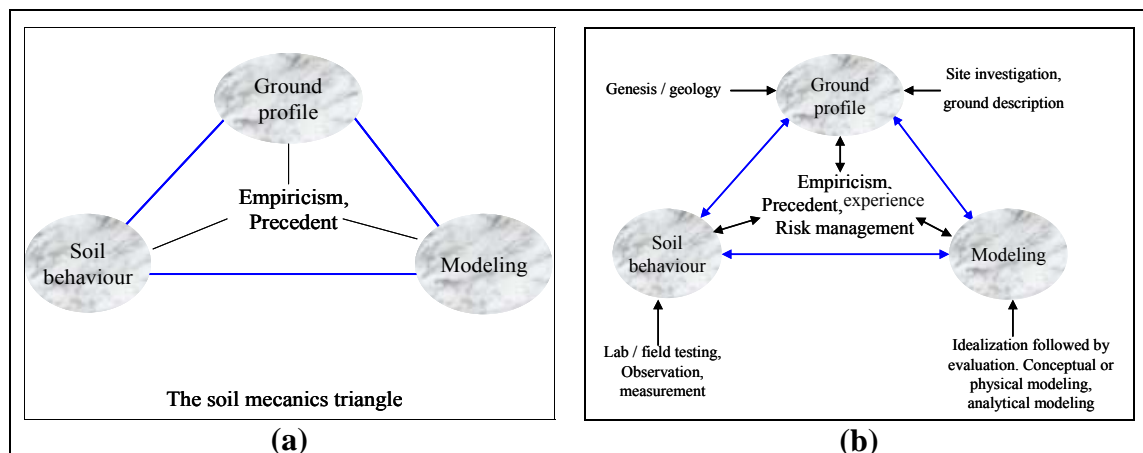 Ground
profile
Empiricism,
Precedent
Soil
behaviour
Modeling
The soil mecanics triangle
(a)
Genesis / geology
Ground
profile
Site investigation,
ground description
Empiricism,
Precedent, experience
Risk management
Soil
behaviour
Modeling
Lab / field testing,
Observation,
measurement
Idealization followed by
evaluation. Conceptual or
physical modeling,
analytical modeling
(b)